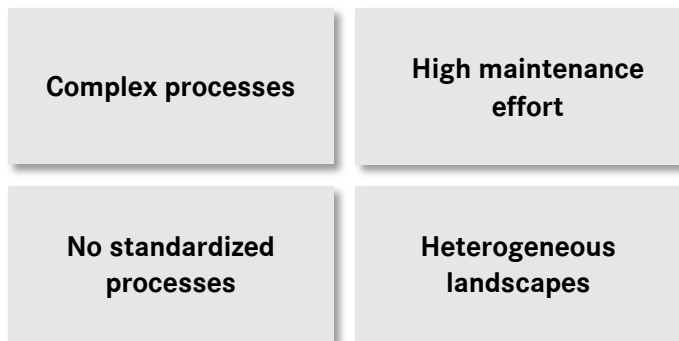 Complex processes
High maintenance
effort
No standardized
processes
Heterogeneous
landscapes